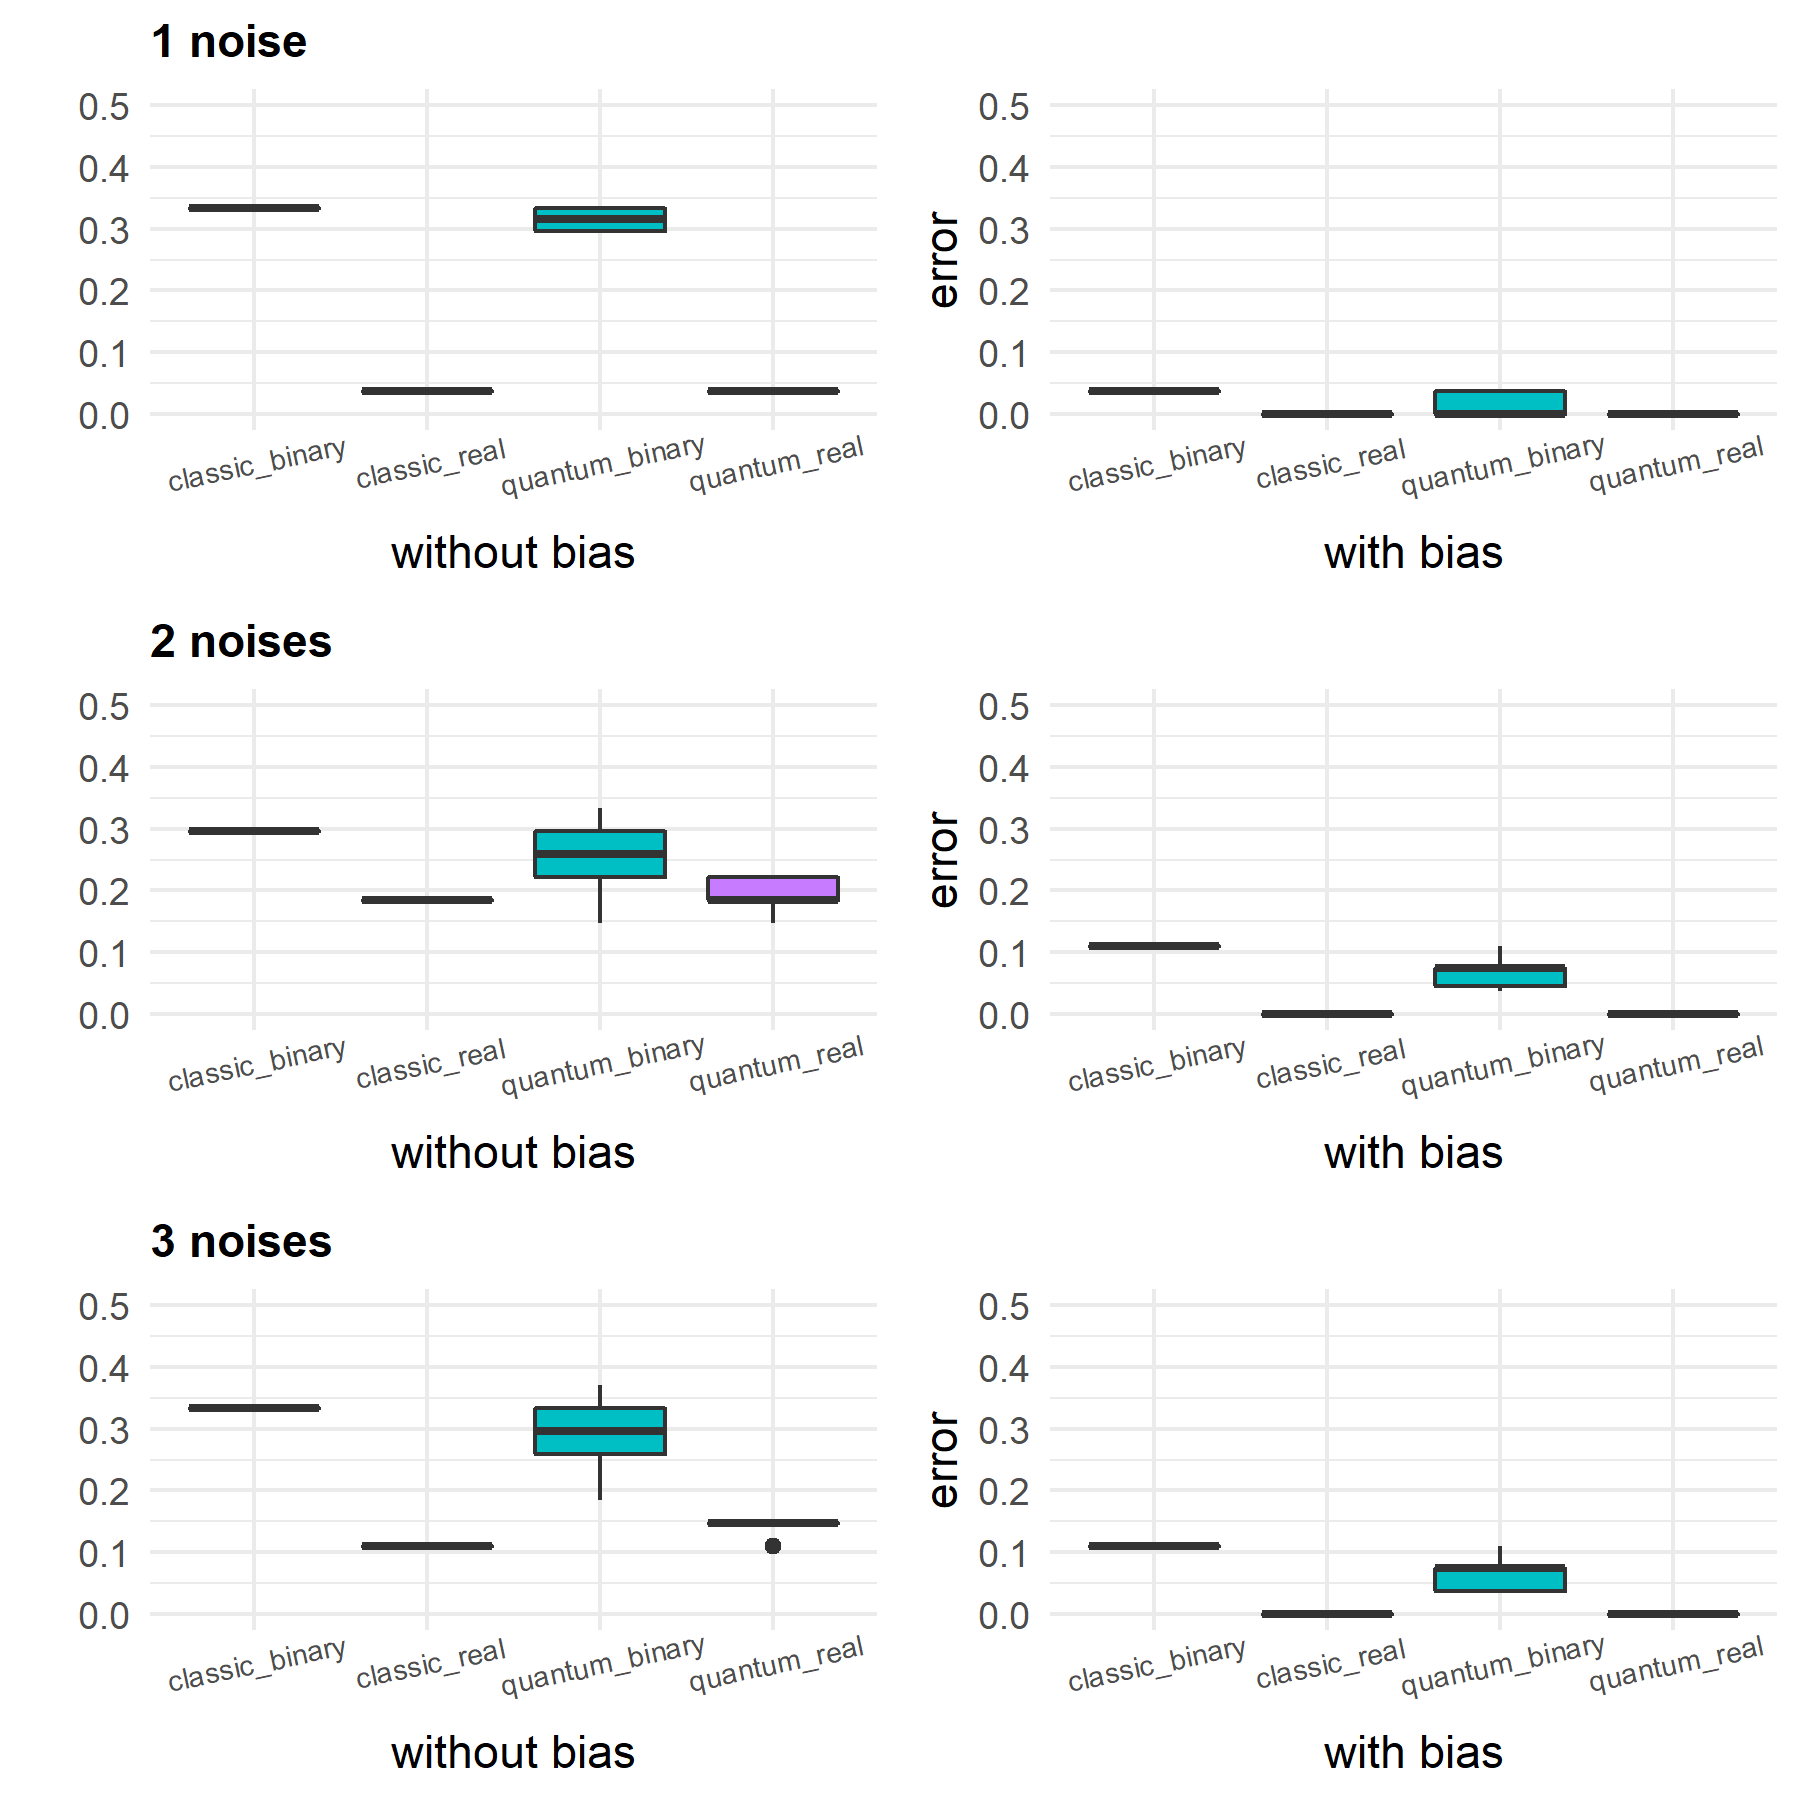 1 noise
0.5
0.4
0.3
0.2
0.1
0.0
classic_binary
classic_real
quantum_binary
quantum_real
without bias
error
0.5
0.4
0.3
0.2
0.1
0.0
classic_binary
classic_real
quantum_binary
quantum_real
with bias
2 noises
0.5
0.4
0.3
0.2
0.1
0.0
classic_binary
classic_real
quantum_binary
quantum_real
without bias
error
0.5
0.4
0.3
0.2
0.1
0.0
classic_binary
classic_real
quantum_binary
quantum_real
with bias
3 noises
0.5
0.4
0.3
0.2
0.1
0.0
classic_binary
classic_real
quantum_binary
quantum_real
without bias
error
0.5
0.4
0.3
0.2
0.1
0.0
classic_binary
classic_real
quantum_binary
quantum_real
with bias